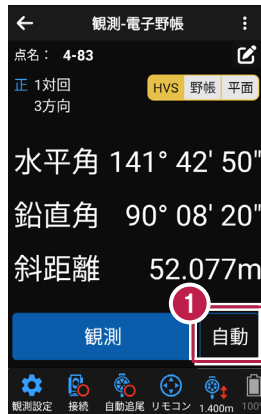 観測-電子野帳
点名： 4-83
正 1対回
3方向
HVS 野帳 平面
水平角 141° 42' 50"
鉛直角 90° 08' 20"
斜距離 52.077m
1
観測 自動
観測設定 接続 自動追尾 リモコン 1.400m 100%